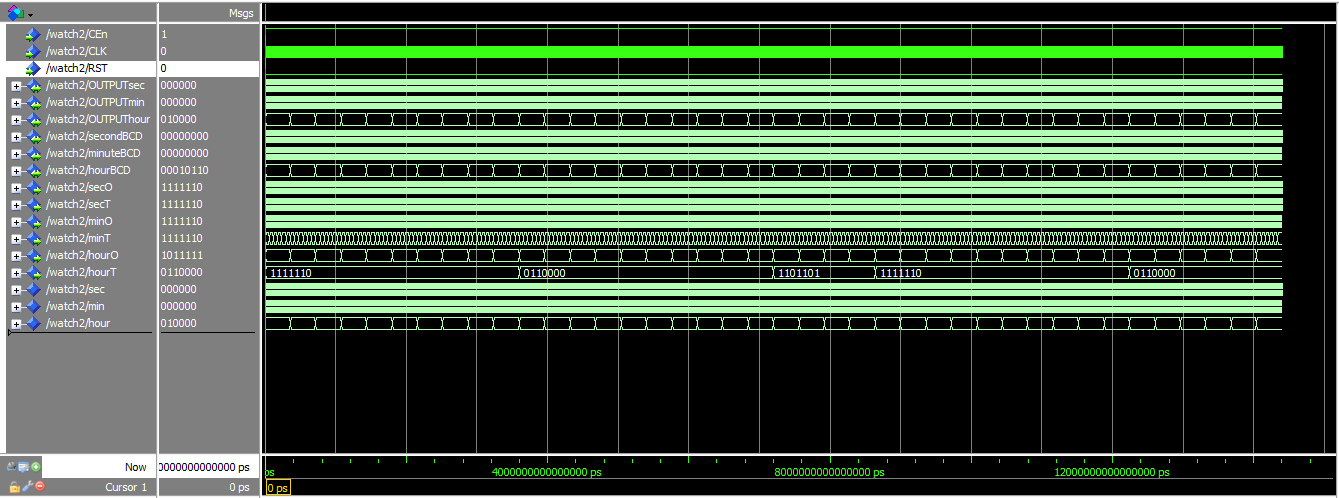 Msgs
/watch2/CEn 1
/watch2/CLK 0
/watch2/RST 0
/watch2/OUTPUTsec 000000
/watch2/OUTPUTmin 000000
/watch2/OUTPUThour 010000
/watch2/secondBCD 00000000
/watch2/minuteBCD 00000000
/watch2/hourBCD 00010110
/watch2/secO 1111110
/watch2/secT 1111110
/watch2/minO 1111110
/watch2/minT 1111110
/watch2/hourO 1011111
/watch2/hourT 0110000 1111110 0110000 1101101 1111110 0110000
/watch2/sec 000000
/watch2/min 000000
/watch2/hour 010000
Now 0000000000000 ps ps 4000000000000000 ps 8000000000000000 ps 12000000000000000 ps
Cursor 1 0 ps 0 ps